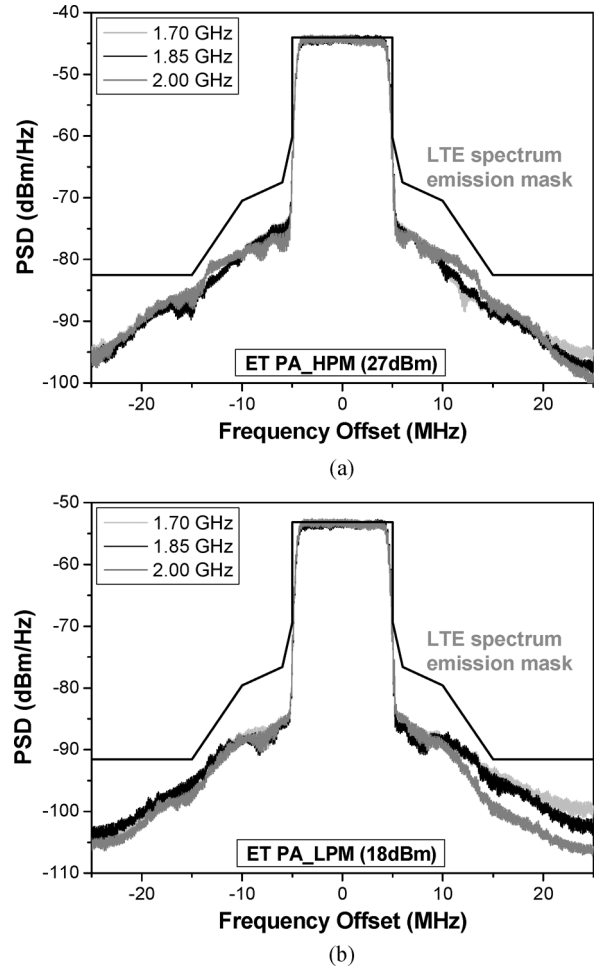 -40
-50
-60
-70
-80
-90
-100
PSD (dBm/Hz)
1.70 GHz
1.85 GHz
2.00 GHz
LTE spectrum
emission mask
ET PA_HPM (27dBm)
-20
-10
0
10
20
Frequency Offset (MHz)
(a)
-50
-60
-70
-80
-90
-100
-110
PSD (dBm/Hz)
1.70 GHz
1.85 GHz
2.00 GHz
LTE spectrum
emission mask
ET PA_LPM (18dBm)
-20
-10
0
10
20
Frequency Offset (MHz)
(b)